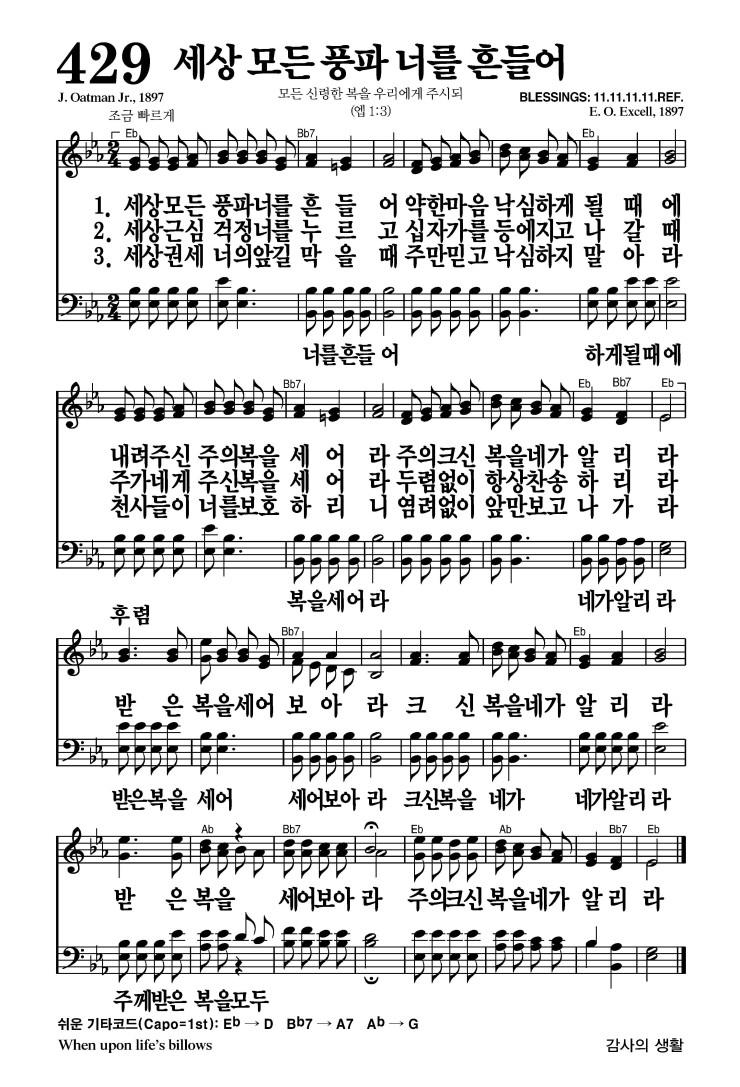 429 세상 모든 풍파 너를 흔들어
J. Oatman Jr., 1897 모든 신령한 복을 우리에게 주시되 BLESSINGS: 11.11.11.11.REF.
조금 빠르게 (엡 1:3) E. O. Excell, 1897
Eb Bb7 Eb
1. 세상모든 풍파너를 흔 들 어 약한마음 낙심하게 될 때 에
2. 세상근심 걱정너를 누 르 고 십자가를 등에지고 나 갈 때
3. 세상권세 너의앞길 막 을 때 주만믿고 낙심하지 말 아 라
너를흔들 어 하게될때에
Bb7 Eb Bb7 Eb
내려주신 주의복을 세 어 라 주의크신 복을네가 알 리 라
주가네게 주신복을 세 어 라 두렴없이 항상찬송 하 리 라
천사들이 너를보호 하 리 니 염려없이 앞만보고 나 가 라
복을세어 라 네가알리 라
후렴
Bb7 Eb
받 은 복을세어 보 아 라 크 신 복을네가 알 리 라
받은복을 세어 세어보아 라 크신복을 네가 네가알리 라
Ab Bb7 Eb Ab Bb7 Eb
받 은 복을 세어보아 라 주의크신 복을네가 알 리 라
주께받은 복을모두
쉬운 기타코드(Capo=1st): Eb → D Bb7 → A7 Ab → G
When upon life's billows 감사의 생활